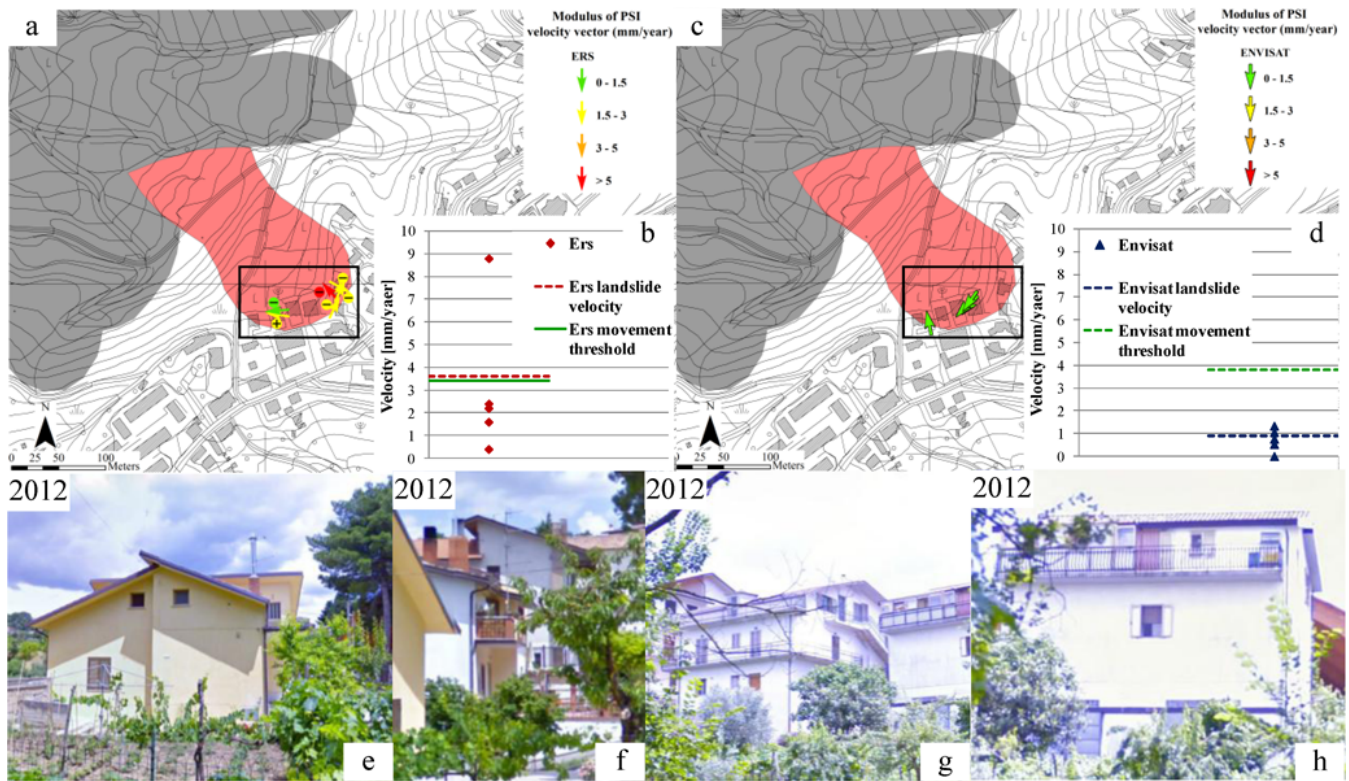 a
Modulus of PSI
velocity vector (mm/year)
ERS
0 - 1.5
1.5 - 3
3 - 5
> 5
N
0 25 50 100
Meters
b
Velocity [mm/yaer]
10
9
8
7
6
5
4
3
2
1
0
Ers
Ers landslide
velocity
Ers movement
threshold
c
Modulus of PSI
velocity vector (mm/year)
ENVISAT
0 - 1.5
1.5 - 3
3 - 5
> 5
N
0 25 50 100
Meters
d
Velocity [mm/yaer]
10
9
8
7
6
5
4
3
2
1
0
Envisat
Envisat landslide
velocity
Envisat movement
threshold
2012
e
2012
f
2012
g
2012
h